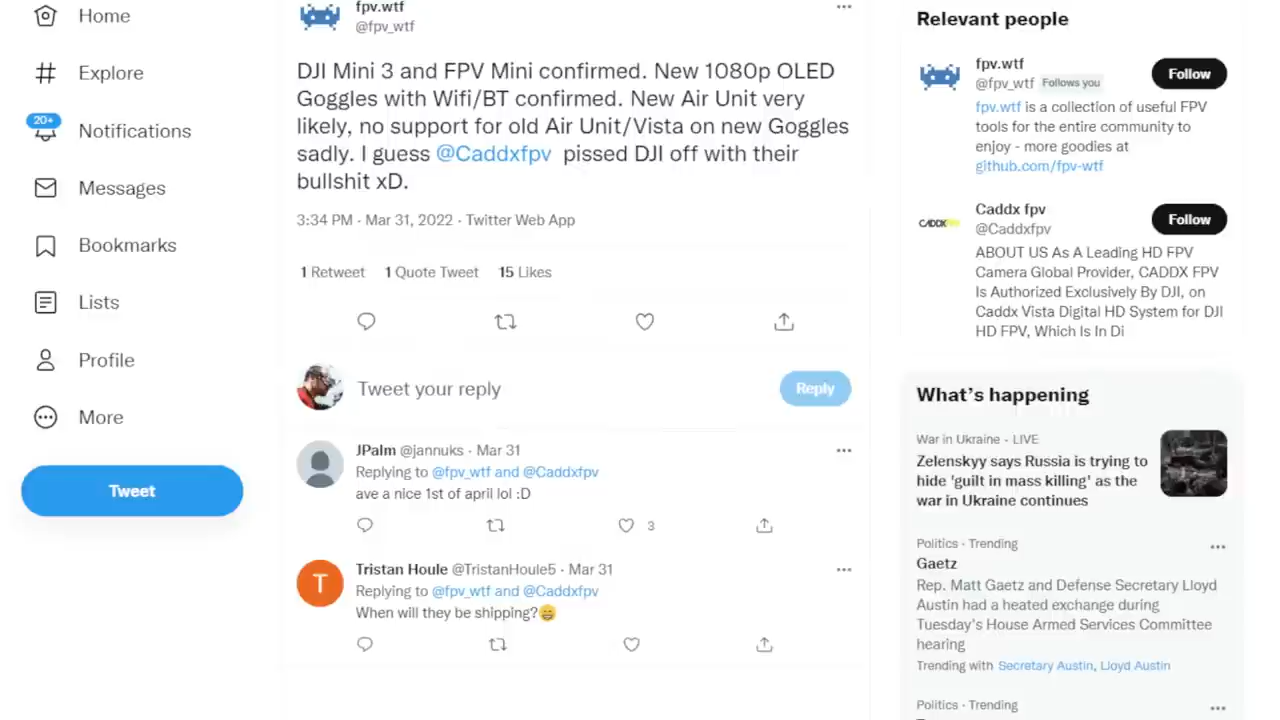 Home
Explore
20+
Notifications
Messages
Bookmarks
Lists
Profile
More
Tweet
fpv.wtf
@fpv_wtf
DJI Mini 3 and FPV Mini confirmed. New 1080p OLED
Goggles with Wifi/BT confirmed. New Air Unit very
likely, no support for old Air Unit/Vista on new Goggles
sadly. I guess @Caddxfpv pissed DJI off with their
bullshit xD.
3:34 PM · Mar 31, 2022 · Twitter Web App
1 Retweet 1 Quote Tweet 15 Likes
Tweet your reply
Reply
JPalm @jannuks · Mar 31
Replying to @fpv_wtf and @Caddxfpv
ave a nice 1st of april lol :D
3
T
Tristan Houle @TristanHoule5 · Mar 31
Replying to @fpv_wtf and @Caddxfpv
When will they be shipping?😄
Relevant people
fpv.wtf
@fpv_wtf Follows you
Follow
fpv.wtf is a collection of useful FPV
tools for the entire community to
enjoy - more goodies at
github.com/fpv-wtf
CADDX
Caddx fpv
@Caddxfpv
Follow
ABOUT US As A Leading HD FPV
Camera Global Provider, CADDX FPV
Is Authorized Exclusively By DJI, on
Caddx Vista Digital HD System for DJI
HD FPV, Which Is In Di
What's happening
War in Ukraine · LIVE
Zelenskyy says Russia is trying to
hide 'guilt in mass killing' as the
war in Ukraine continues
Politics · Trending
Gaetz
Rep. Matt Gaetz and Defense Secretary Lloyd
Austin had a heated exchange during
Tuesday's House Armed Services Committee
hearing
Trending with Secretary Austin, Lloyd Austin
Politics · Trending